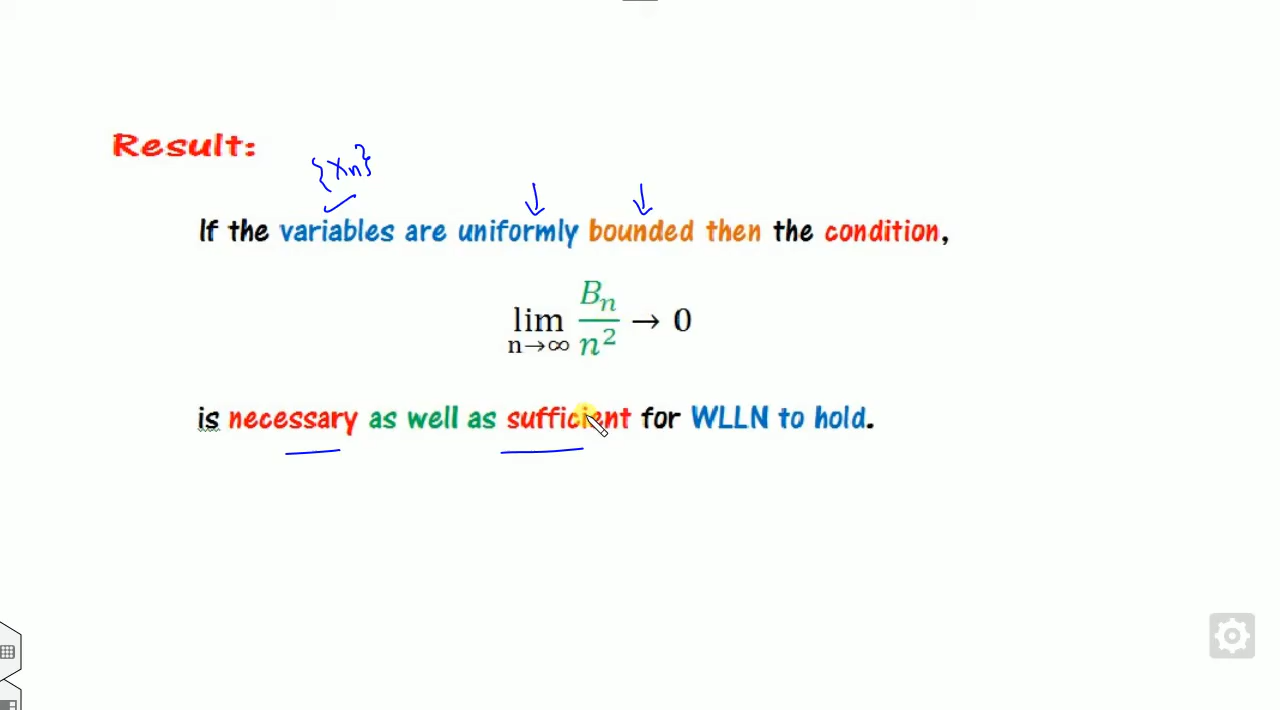 Result:
{Xn}
If the variables are uniformly bounded then the condition,
lim n→∞ Bn/n² → 0
is necessary as well as sufficient for WLLN to hold.